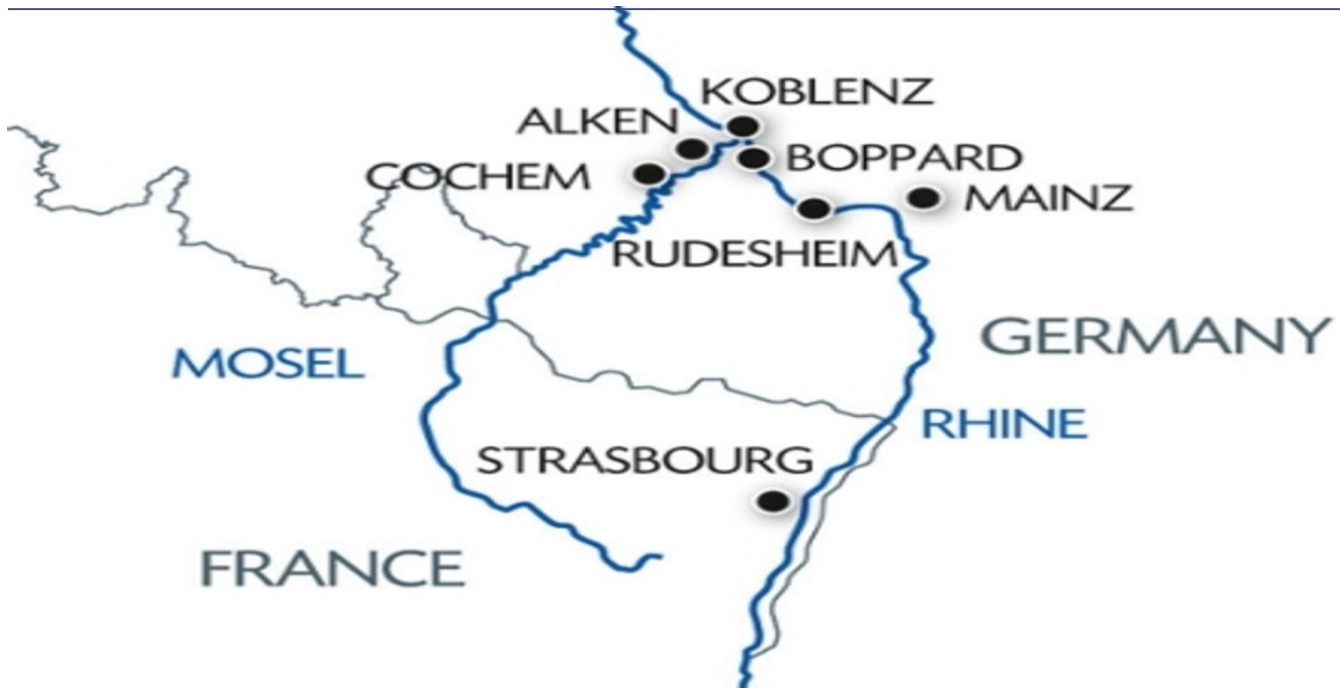 KOBLENZ
ALKEN
BOPPARD
COCHEM
MAINZ
RUDESHEIM
GERMANY
MOSEL
RHINE
STRASBOURG
FRANCE